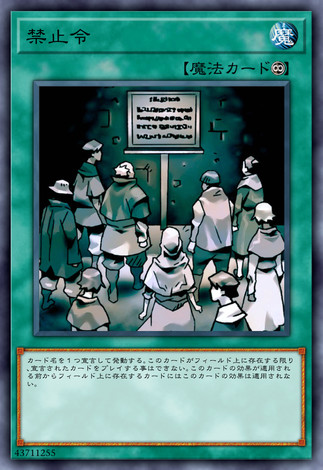 禁止令
魔
【魔法カード】
カード名を１つ宣言して発動する。このカードがフィールド上に存在する限り
、宣言されたカードをプレイする事はできない。このカードの効果が適用され
る前からフィールド上に存在するカードにはこのカードの効果は適用されな
い。
43711255